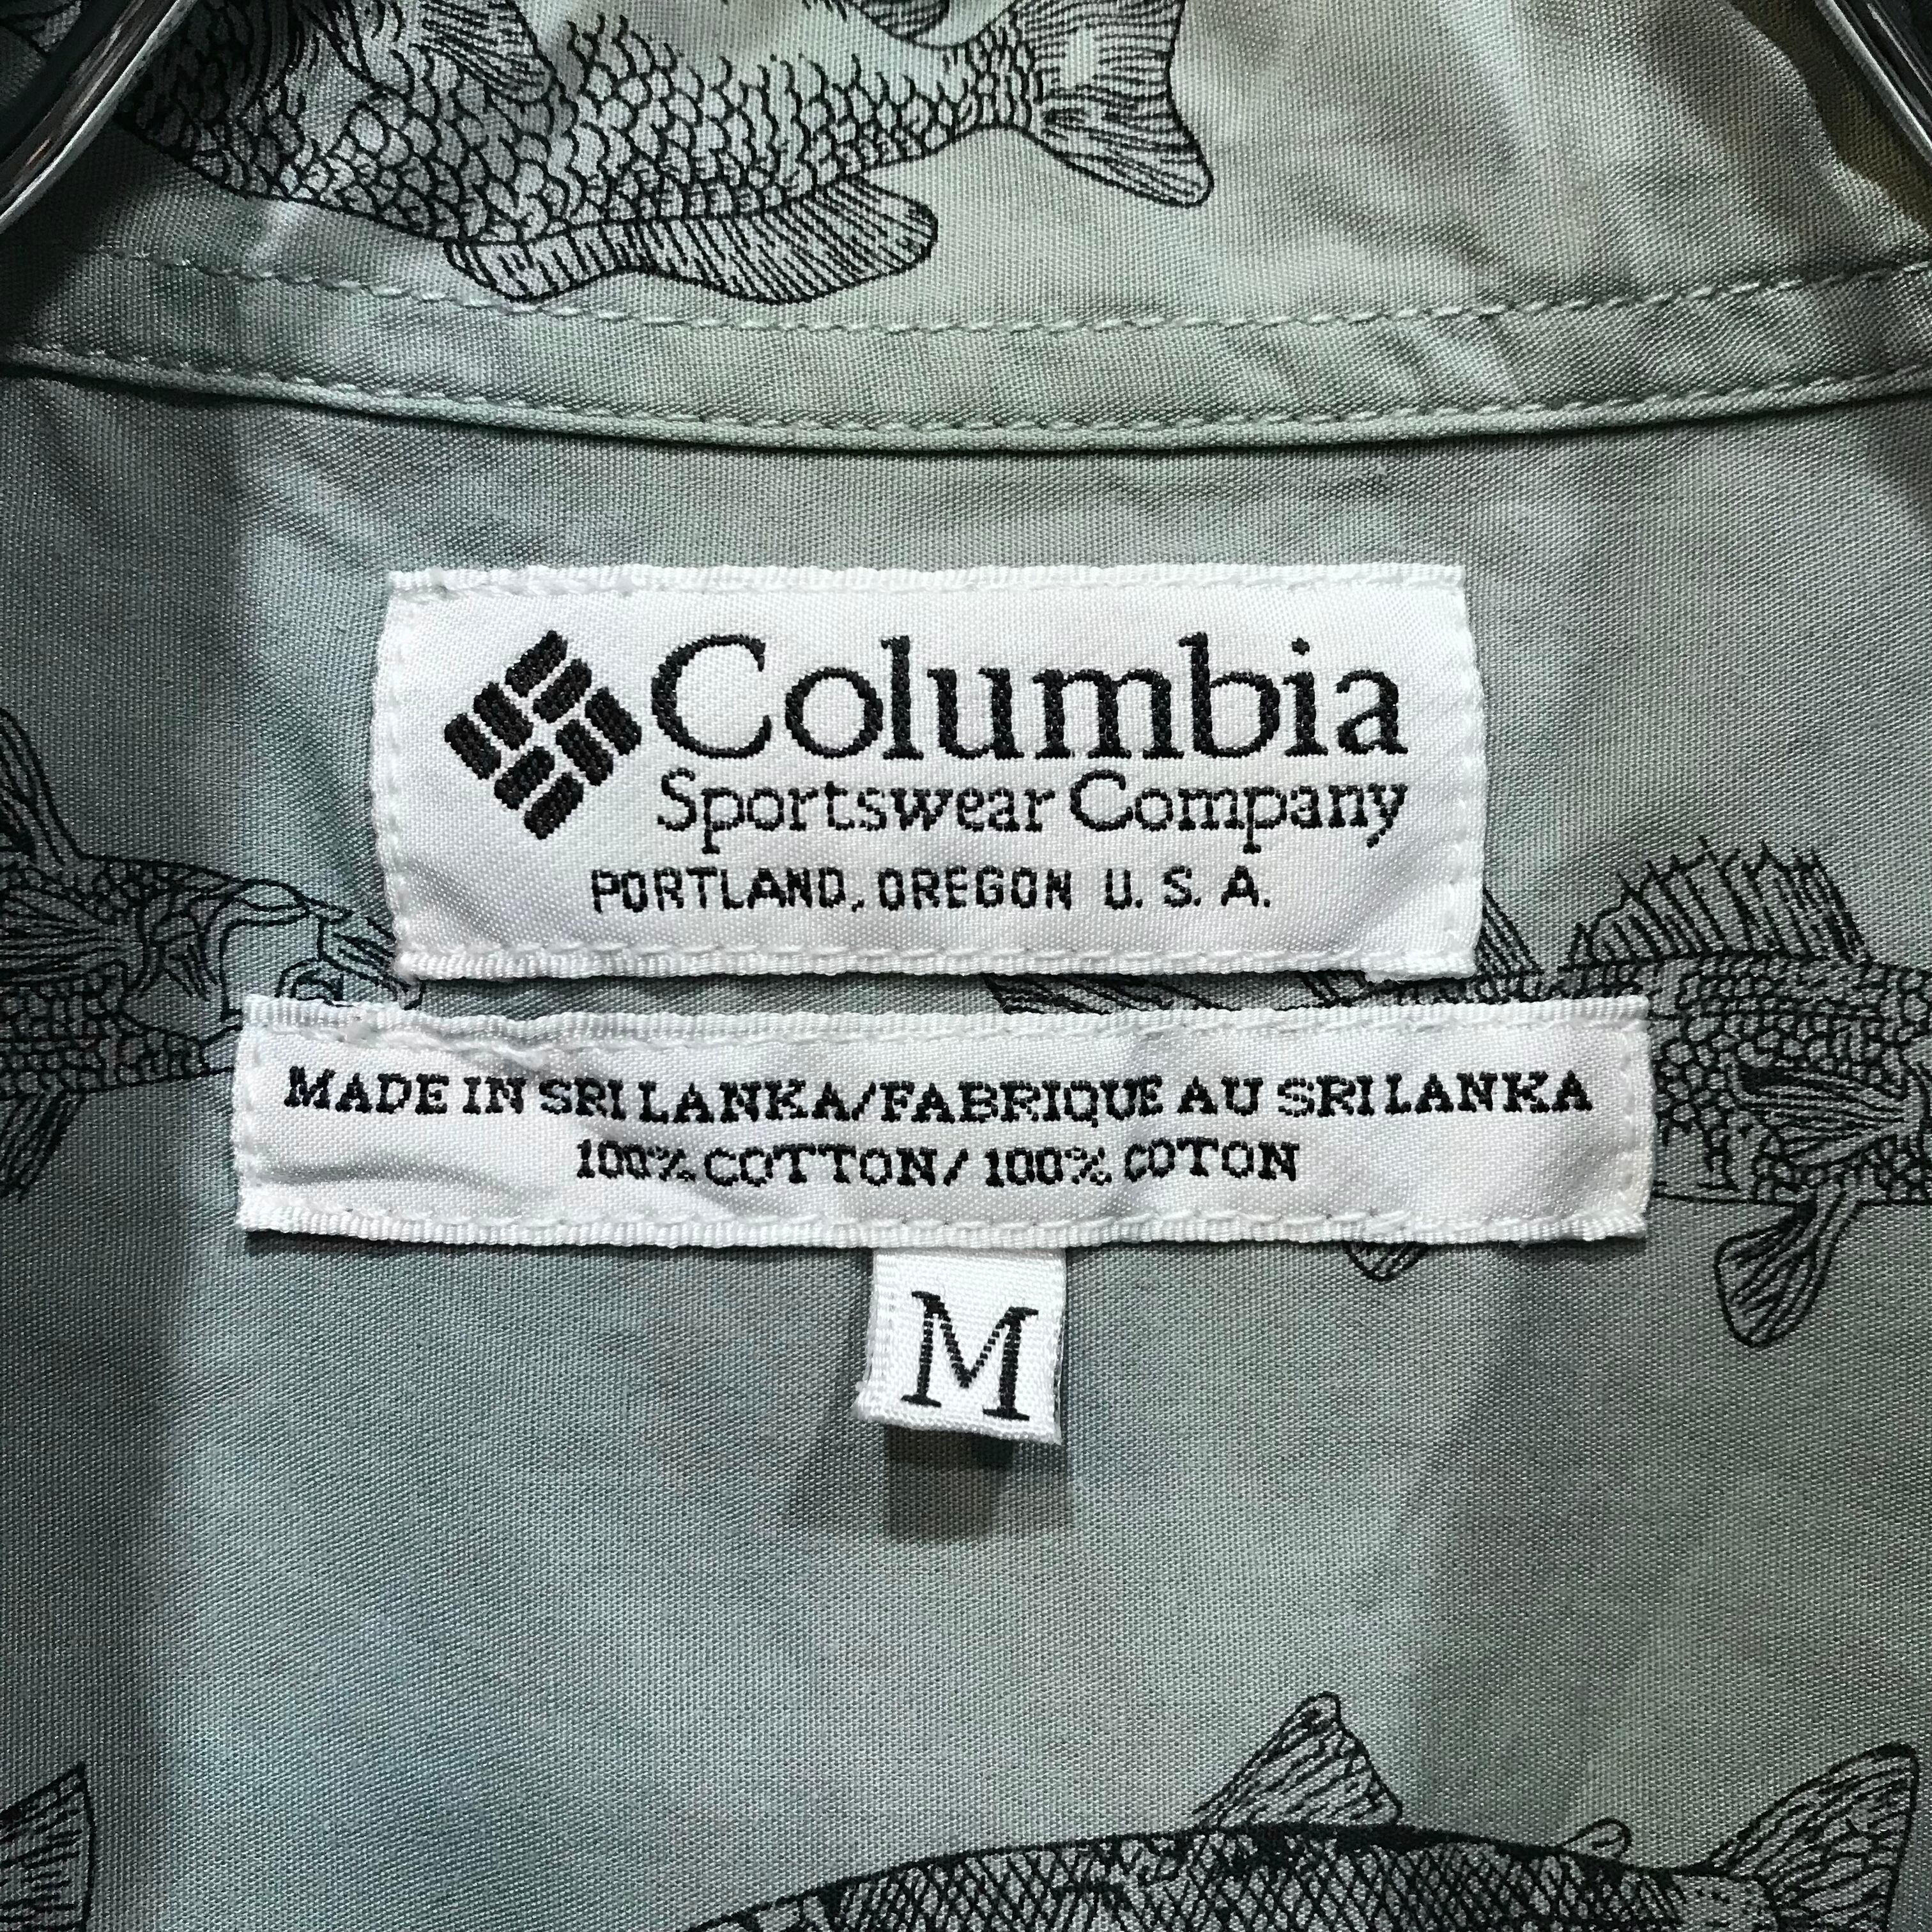 Columbia
Sportswear Company
PORTLAND, OREGON U. S. A.
MADE IN SRI LANKA/FABRIQUE AU SRI LANKA
100% COTTON/ 100% COTON
M